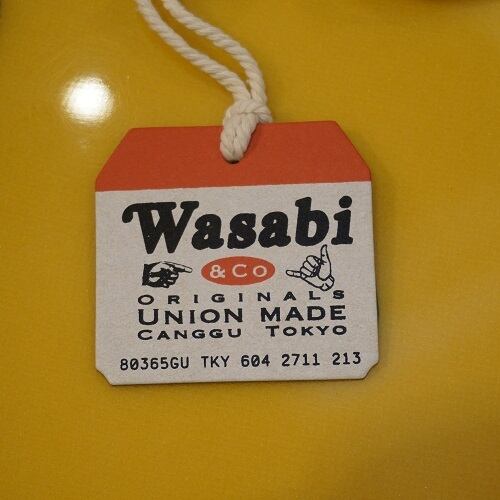 Wasabi
& Co
ORIGINALS
UNION MADE
CANGGU TOKYO
80365GU TKY 604 2711 213